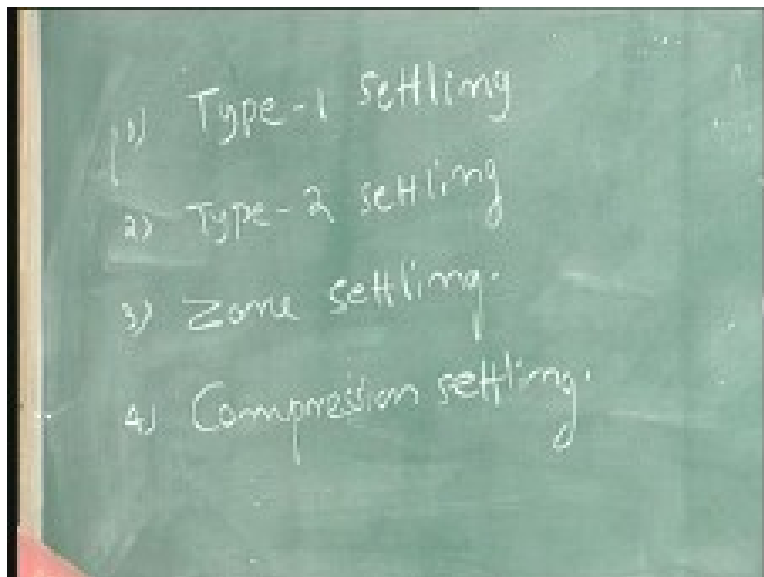 1) Type-1 settling
2) Type-2 settling
3) Zone settling.
4) Compression settling.